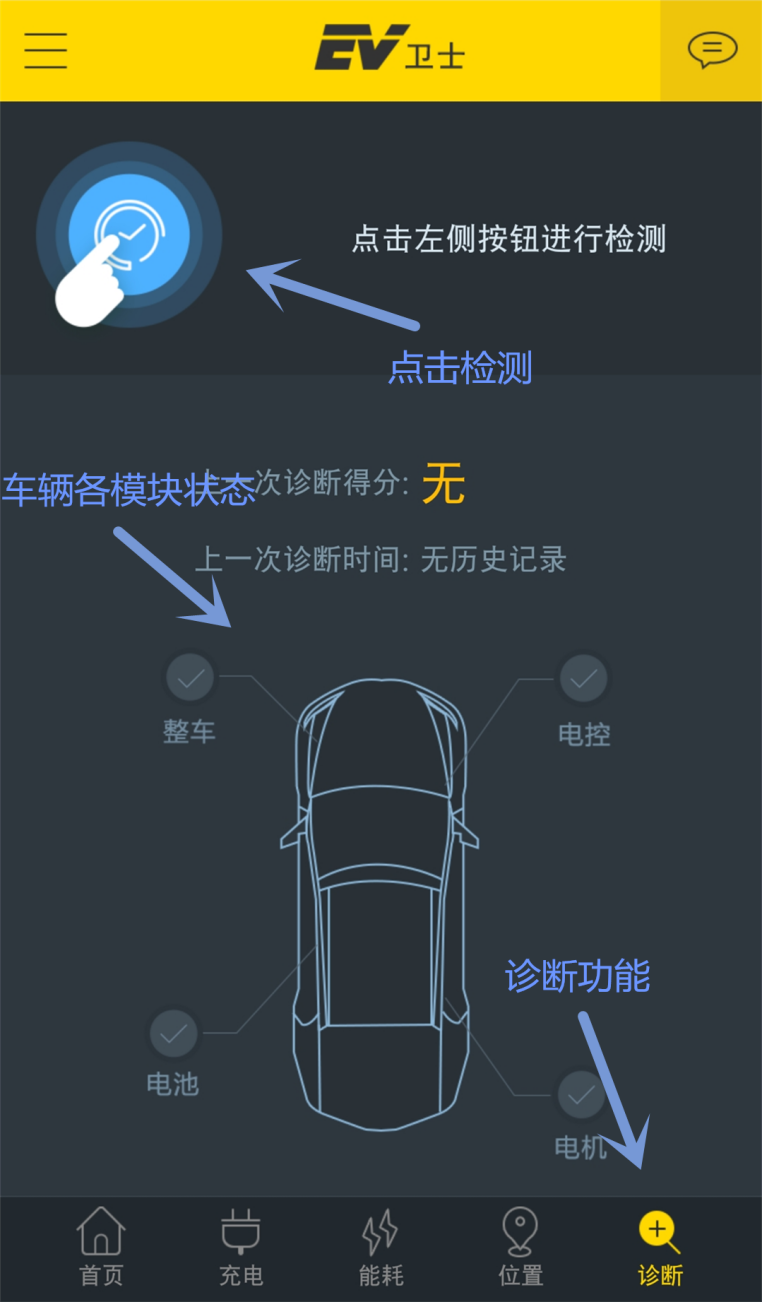 EV卫士
点击左侧按钮进行检测
点击检测
车辆各模块状态
上一次诊断得分: 无
上一次诊断时间: 无历史记录
整车
电控
诊断功能
电池
电机
首页 充电 能耗 位置 诊断